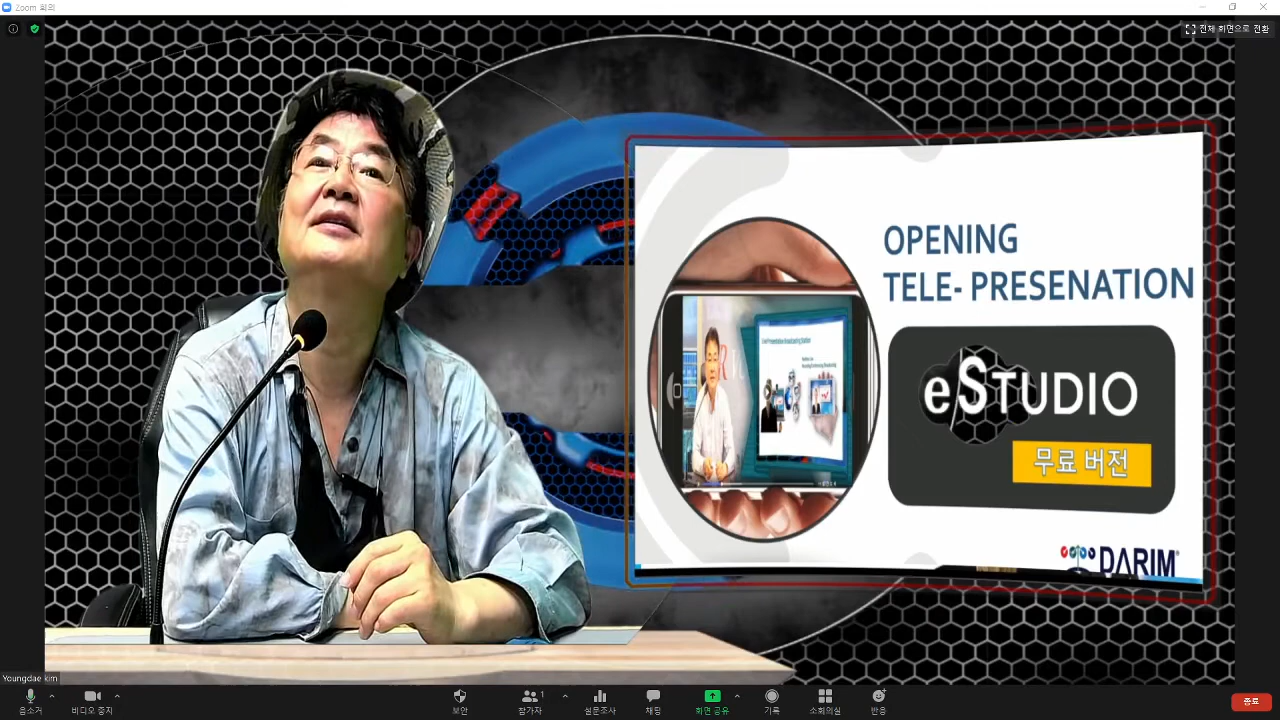 Zoom 회의
전체 화면으로 전환
OPENING
TELE- PRESENATION
eSTUDIO
무료 버전
DARIM
Youngdae kim
음소거
비디오 중지
보안
1
참가자
설문조사
채팅
화면 공유
기록
소회의실
반응
종료